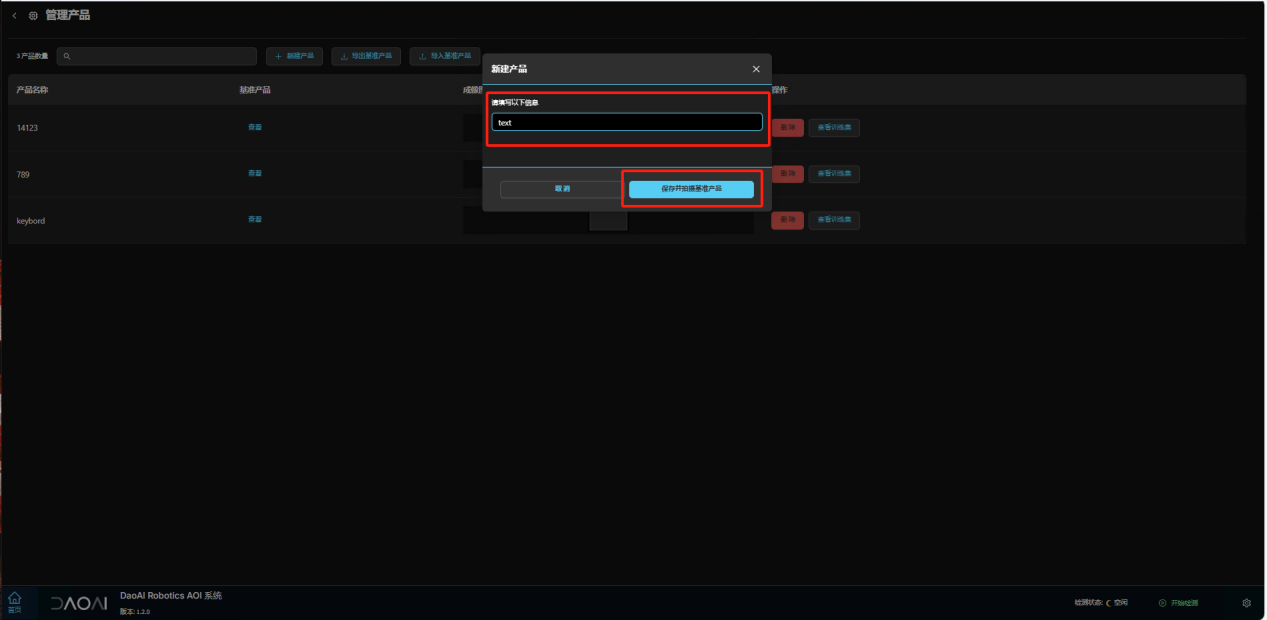 管理产品
3 产品数量
+ 新建产品 导出基准产品 导入基准产品
新建产品
产品名称 基准产品 操作
请填写以下信息
text
14123 查看 删除 查看训练集
789 查看 删除 查看训练集
取消 保存并拍摄基准产品
keybord 查看 删除 查看训练集
首页
DAOAI
DaoAI Robotics AOI 系统
版本: 1.2.0
检测状态: 空闲 开始检测